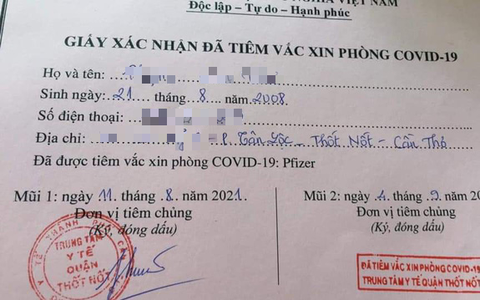 NGHĨA VIỆT NAM
Độc lập – Tự do – Hạnh phúc
GIẤY XÁC NHẬN ĐÃ TIÊM VẮC XIN PHÒNG COVID-19
Họ và tên:
Sinh ngày: 21 tháng 8 năm 2008
Số điện thoại:
Địa chỉ: P. Tân Lộc - Thốt Nốt - Cần Thơ
Đã được tiêm vắc xin phòng COVID-19: Pfizer
Mũi 1: ngày 11 tháng 8 2021 Mũi 2: ngày 4 tháng 9 20
Đơn vị tiêm chủng Đơn vị tiêm chủng
(Ký, đóng dấu) (Ký, đóng dấu)
TRUNG TÂM
Y TẾ
QUẬN
THỐT NỐT
ĐÃ TIÊM VẮC XIN PHÒNG COVID-19
TRUNG TÂM Y TẾ QUẬN THỐT NỐT